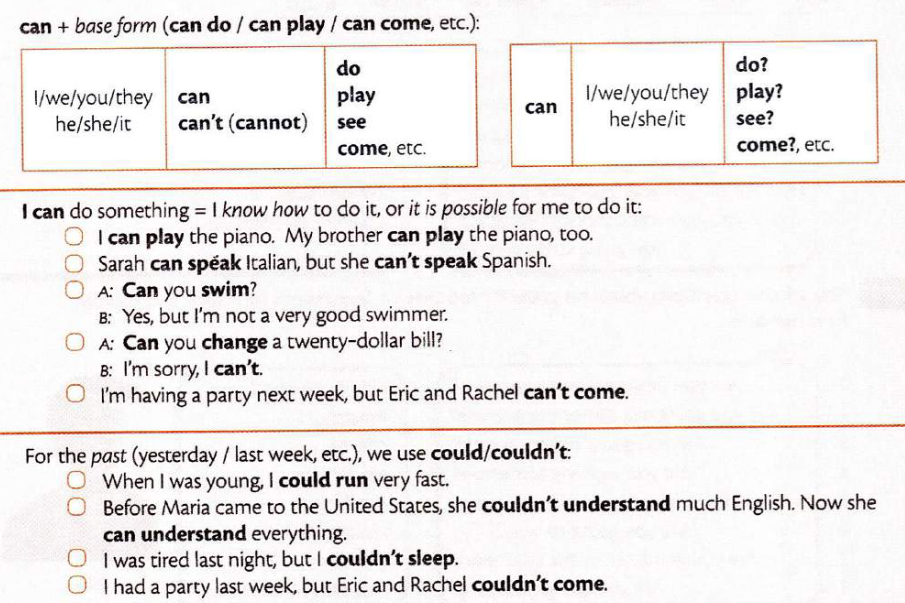 can + base form (can do / can play / can come, etc.):
I/we/you/they
he/she/it
can
can't (cannot)
do
play
see
come, etc.
can
I/we/you/they
he/she/it
do?
play?
see?
come?, etc.
I can do something = I know how to do it, or it is possible for me to do it:
I can play the piano. My brother can play the piano, too.
Sarah can speak Italian, but she can't speak Spanish.
A: Can you swim?
B: Yes, but I'm not a very good swimmer.
A: Can you change a twenty-dollar bill?
B: I'm sorry, I can't.
I'm having a party next week, but Eric and Rachel can't come.
For the past (yesterday / last week, etc.), we use could/couldn't:
When I was young, I could run very fast.
Before Maria came to the United States, she couldn't understand much English. Now she
can understand everything.
I was tired last night, but I couldn't sleep.
I had a party last week, but Eric and Rachel couldn't come.